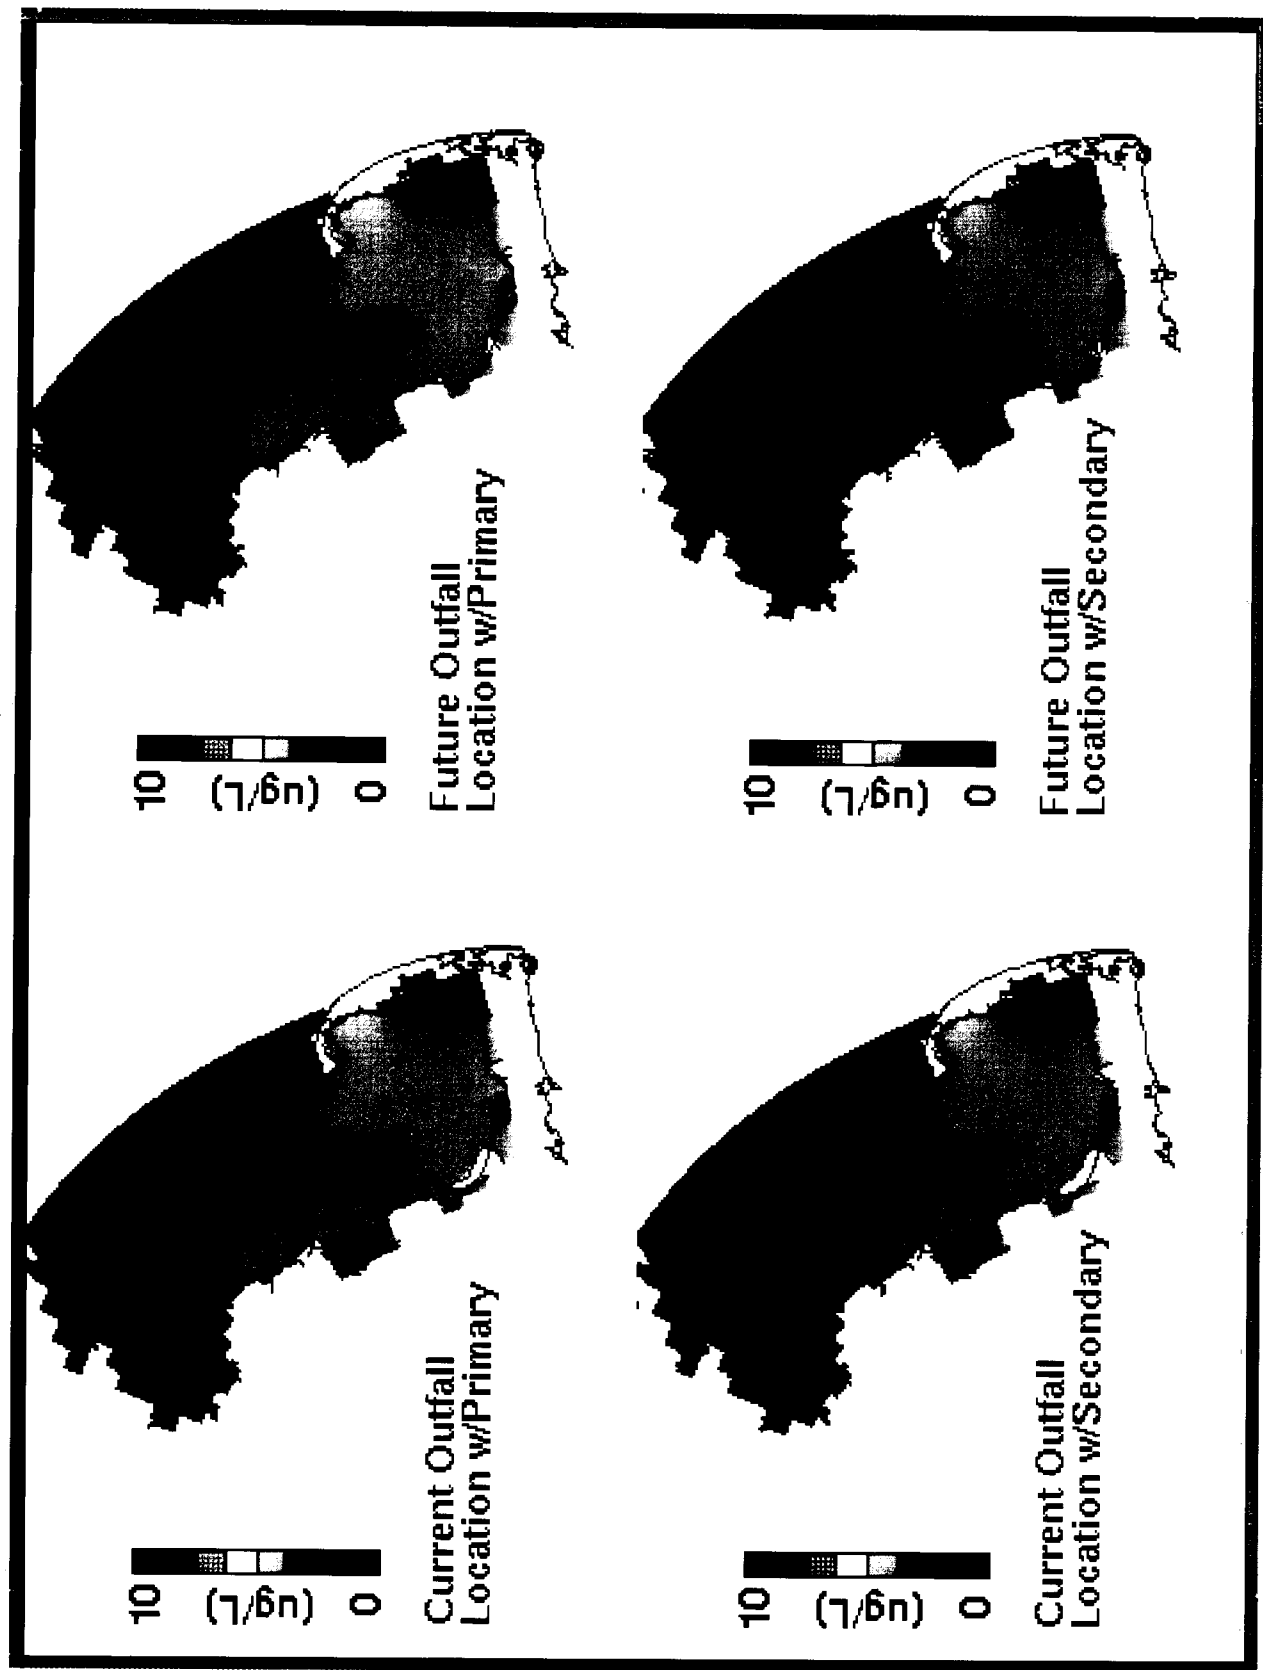 10
(ug/L)
0
Current Outfall
Location w/Primary
10
(ug/L)
0
Future Outfall
Location w/Primary
10
(ug/L)
0
Current Outfall
Location w/Secondary
10
(ug/L)
0
Future Outfall
Location w/Secondary